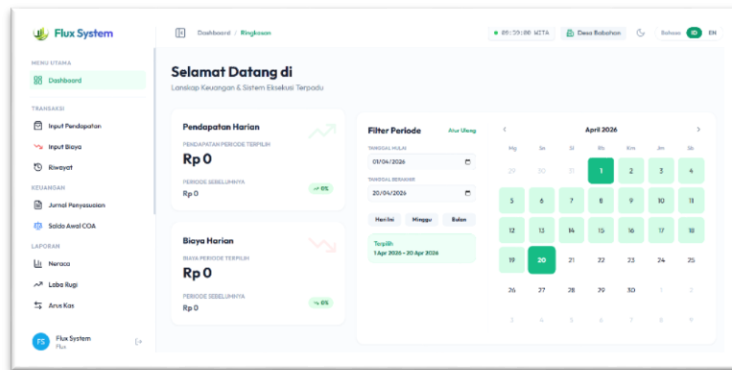 Flux System
Dashboard / Ringkasan
09:59:00 WITA
Desa Rabahan
Bahasa ID EN
MENU UTAMA
Dashboard
TRANSAKSI
Input Pendapatan
Input Biaya
Riwayat
KEUANGAN
Jurnal Penyesuaian
Saldo Awal COA
LAPORAN
Neraca
Laba Rugi
Arus Kas
FS
Flux System
Flux
Selamat Datang di
Lanskap Keuangan & Sistem Eksekusi Terpadu
Pendapatan Harian
PENDAPATAN PERIODE TERPILIH
Rp 0
PERIODE SEBELUMNYA
Rp 0
0%
Biaya Harian
BIAYA PERIODE TERPILIH
Rp 0
PERIODE SEBELUMNYA
Rp 0
0%
Filter Periode
Atur Ulang
TANGGAL MULAI
01/04/2026
TANGGAL BERAKHIR
20/04/2026
Hari Ini Minggu Bulan
Terpilih
1 Apr 2026 - 20 Apr 2026
April 2026
Mg Sn Sl Rb Km Jm Sb
29 30 31 1 2 3 4
5 6 7 8 9 10 11
12 13 14 15 16 17 18
19 20 21 22 23 24 25
26 27 28 29 30 1 2
3 4 5 6 7 8 9